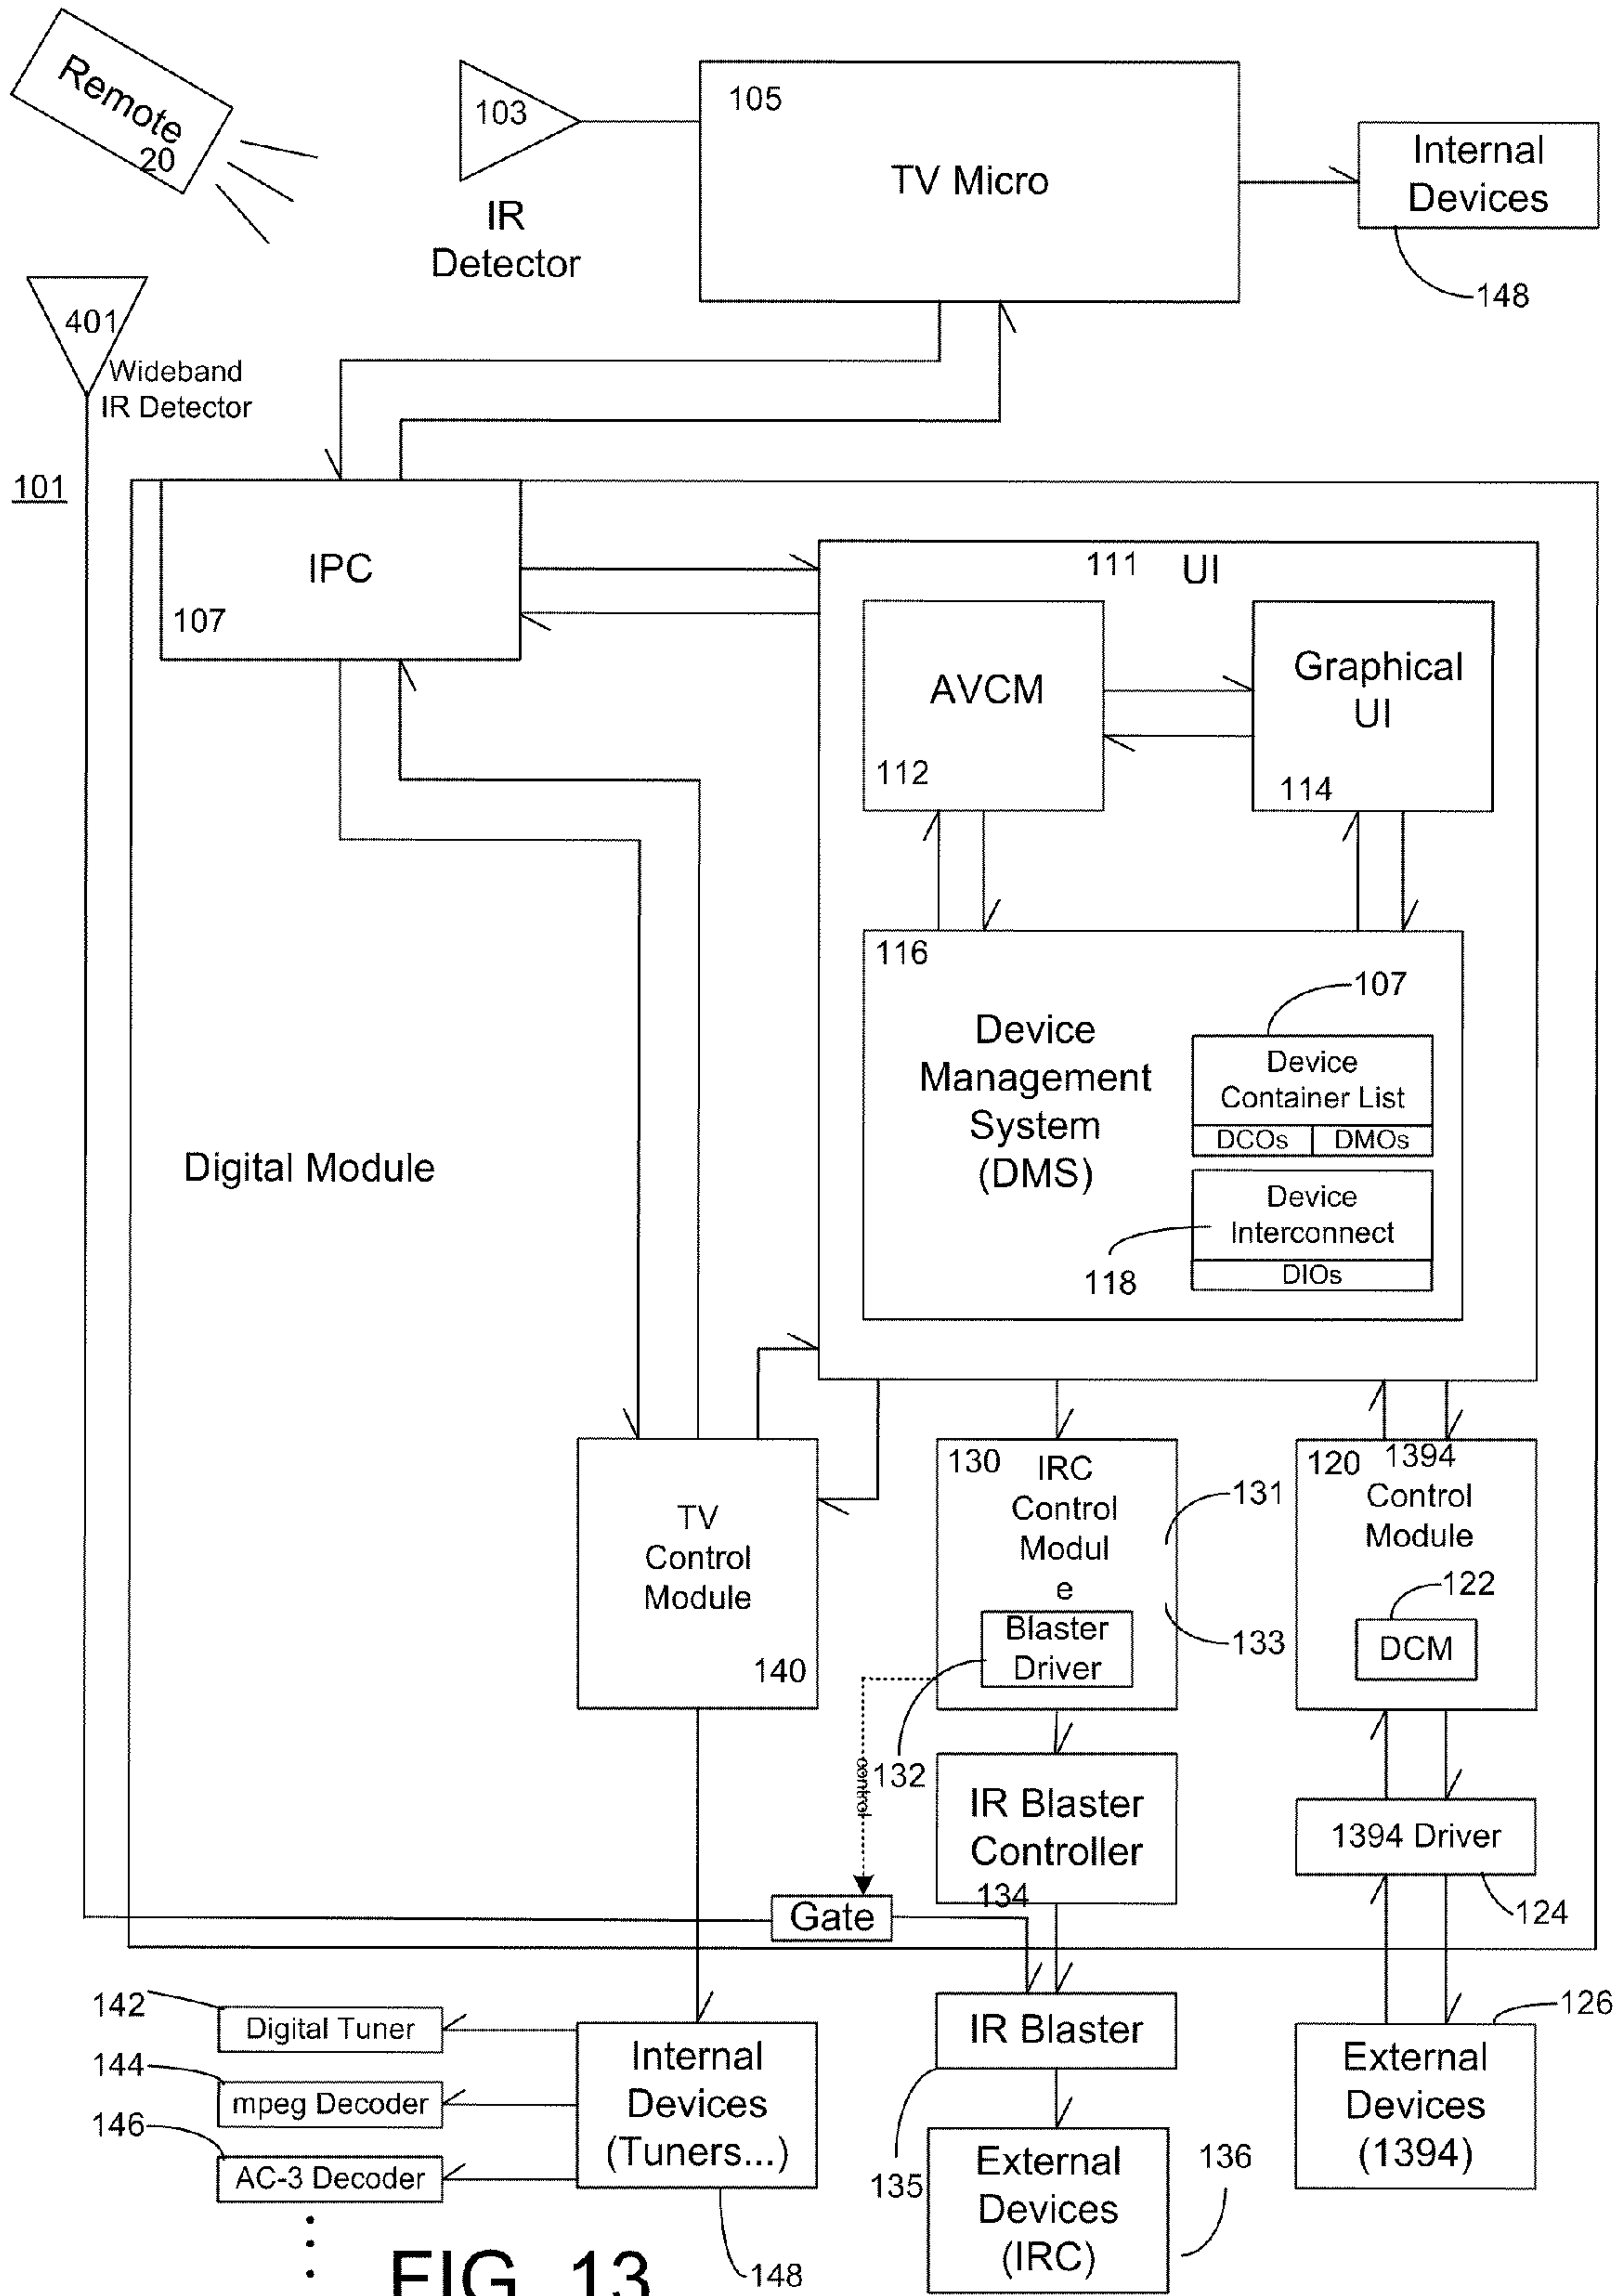 Remote
20
103
IR
Detector
105
TV Micro
Internal
Devices
148
401
Wideband
IR Detector
101
IPC
107
111 UI
AVCM
112
Graphical
UI
114
116
Device
Management
System
(DMS)
107
Device
Container List
DCOs DMOs
Device
Interconnect
DIOs
118
Digital Module
TV
Control
Module
140
130
IRC
Control
Modul
e
Blaster
Driver
131
133
132
control
120
1394
Control
Module
122
DCM
IR Blaster
Controller
134
1394 Driver
124
Gate
142
Digital Tuner
144
mpeg Decoder
146
AC-3 Decoder
Internal
Devices
(Tuners...)
148
IR Blaster
135
External
Devices
(IRC)
136
126
External
Devices
(1394)
FIG. 13